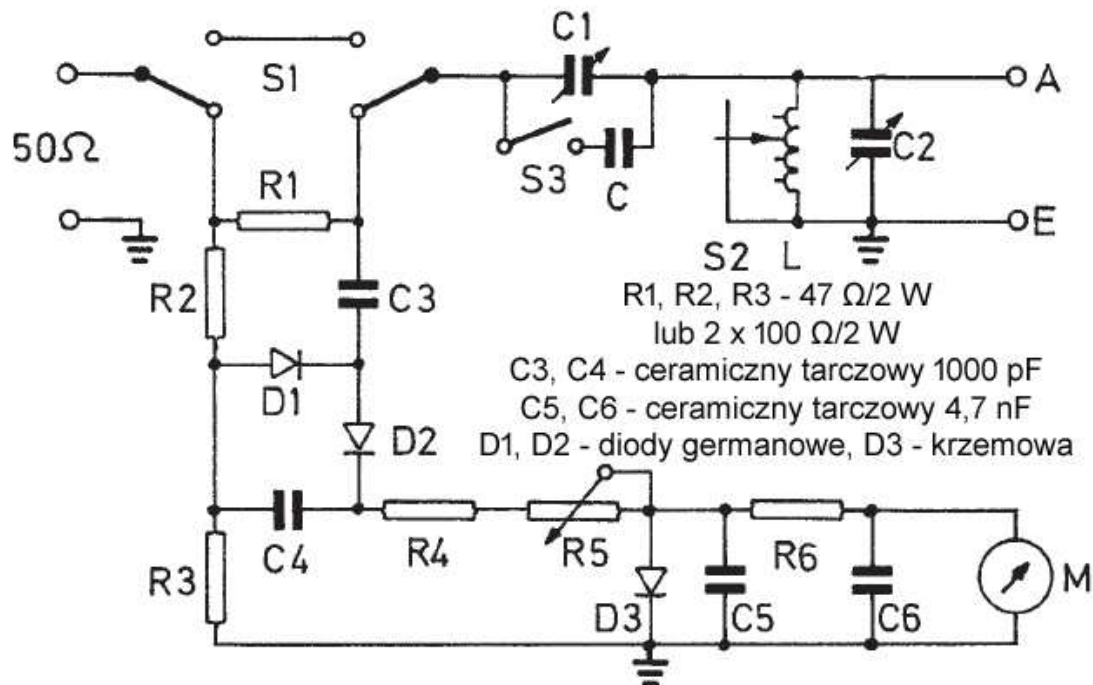 C1
S1
A
50Ω
S3
C
C2
R1
E
S2 L
R2
C3
R1, R2, R3 - 47 Ω/2 W
lub 2 x 100 Ω/2 W
C3, C4 - ceramiczny tarczowy 1000 pF
C5, C6 - ceramiczny tarczowy 4,7 nF
D1, D2 - diody germanowe, D3 - krzemowa
D1
D2
C4
R4
R5
R6
R3
D3
C5
C6
M